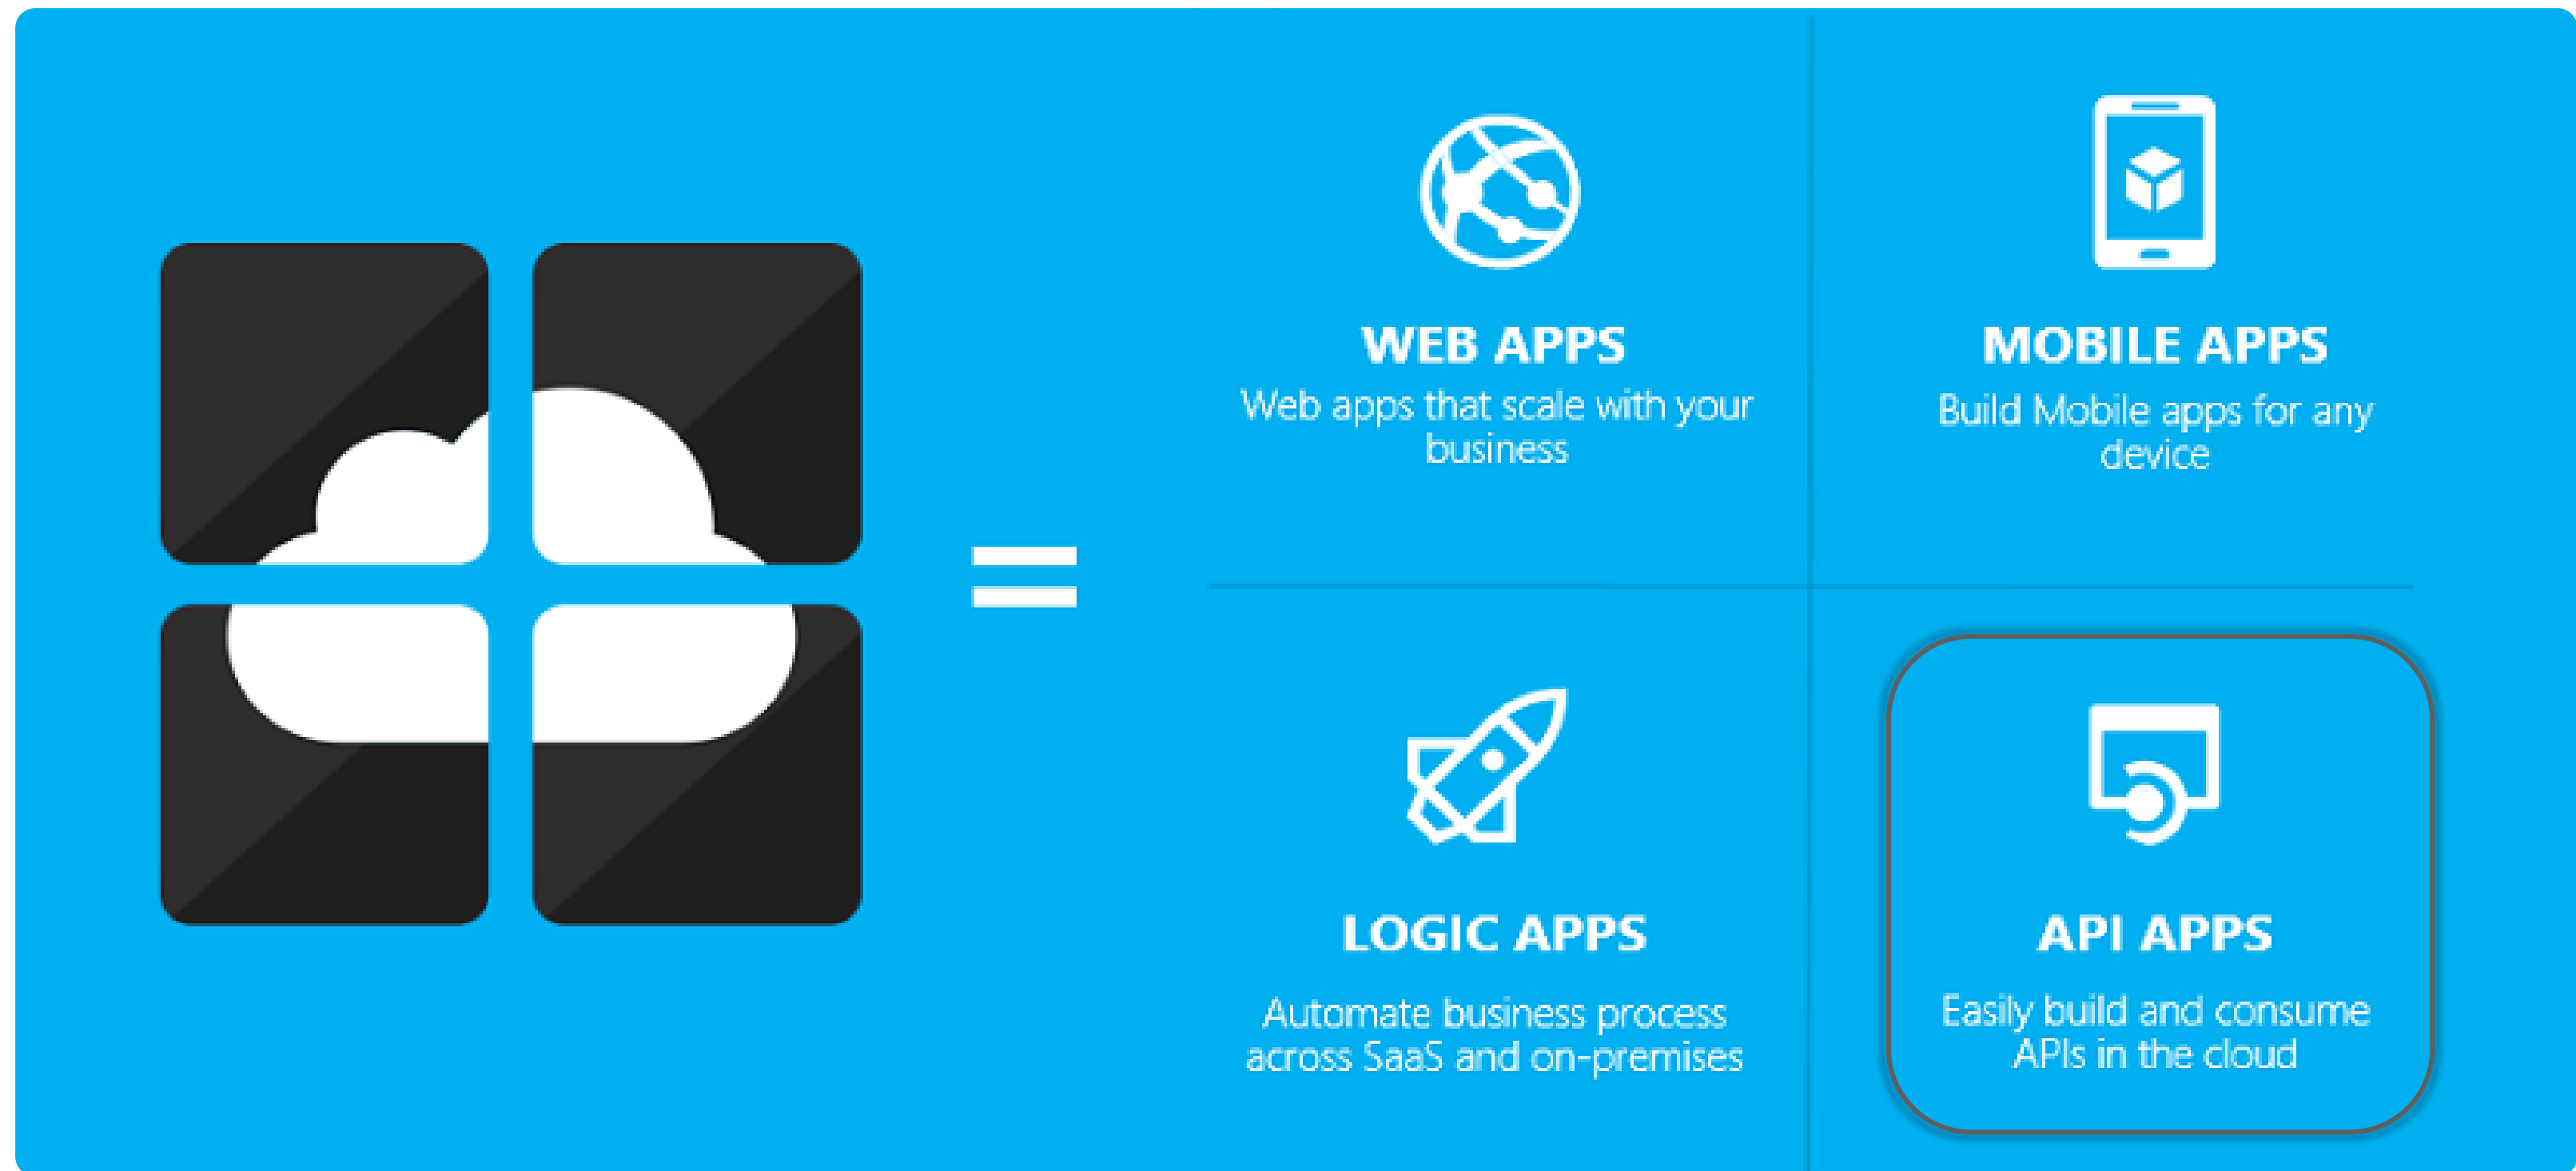 WEB APPS
Web apps that scale with your
business
MOBILE APPS
Build Mobile apps for any
device
=
LOGIC APPS
Automate business process
across SaaS and on-premises
API APPS
Easily build and consume
APIs in the cloud